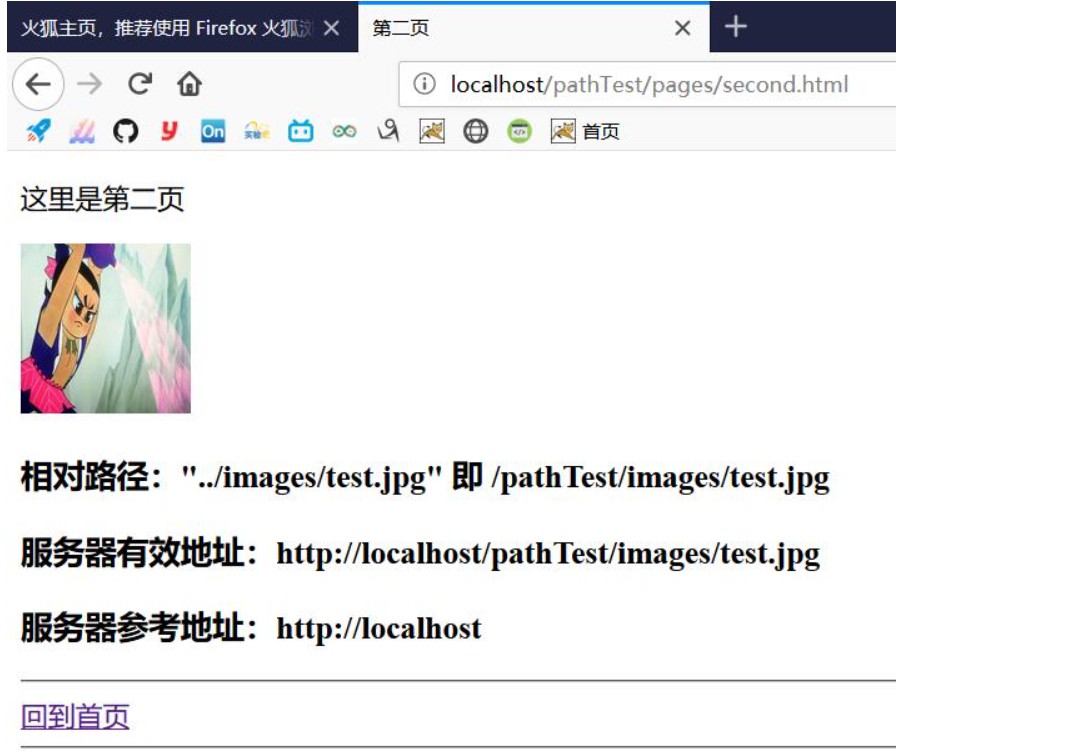 火狐主页，推荐使用 Firefox 火狐浏
第二页
localhost/pathTest/pages/second.html
On
首页
这里是第二页
相对路径："../images/test.jpg" 即 /pathTest/images/test.jpg
服务器有效地址：http://localhost/pathTest/images/test.jpg
服务器参考地址：http://localhost
回到首页